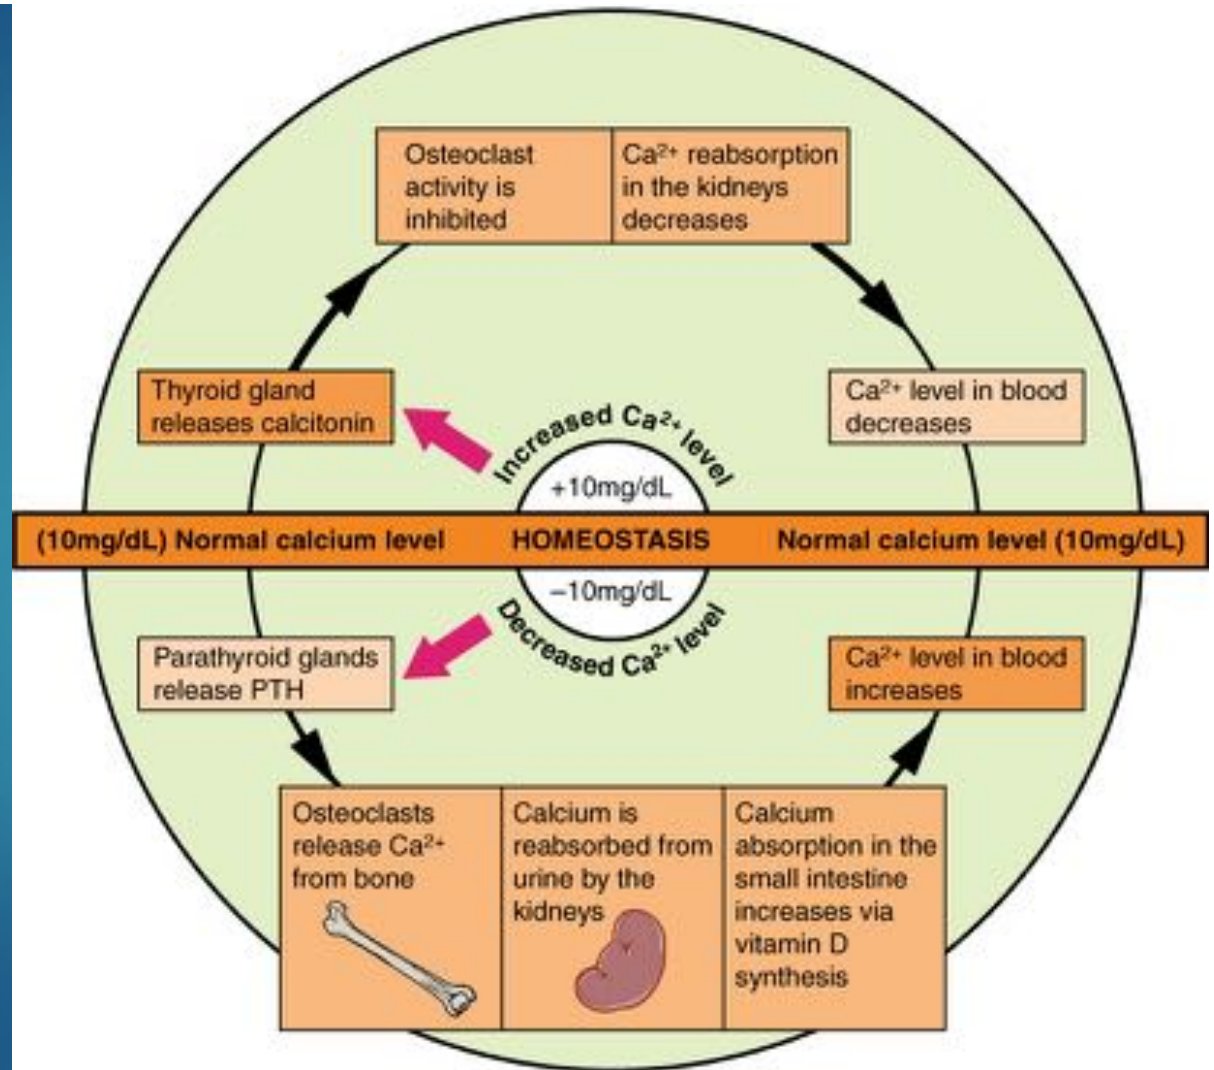 Osteoclast
activity is
inhibited
Ca²⁺ reabsorption
in the kidneys
decreases
Thyroid gland
releases calcitonin
Ca²⁺ level in blood
decreases
Increased Ca²⁺ level
+10mg/dL
(10mg/dL) Normal calcium level
HOMEOSTASIS
Normal calcium level (10mg/dL)
−10mg/dL
Decreased Ca²⁺ level
Parathyroid glands
release PTH
Ca²⁺ level in blood
increases
Osteoclasts
release Ca²⁺
from bone
Calcium is
reabsorbed from
urine by the
kidneys
Calcium
absorption in the
small intestine
increases via
vitamin D
synthesis